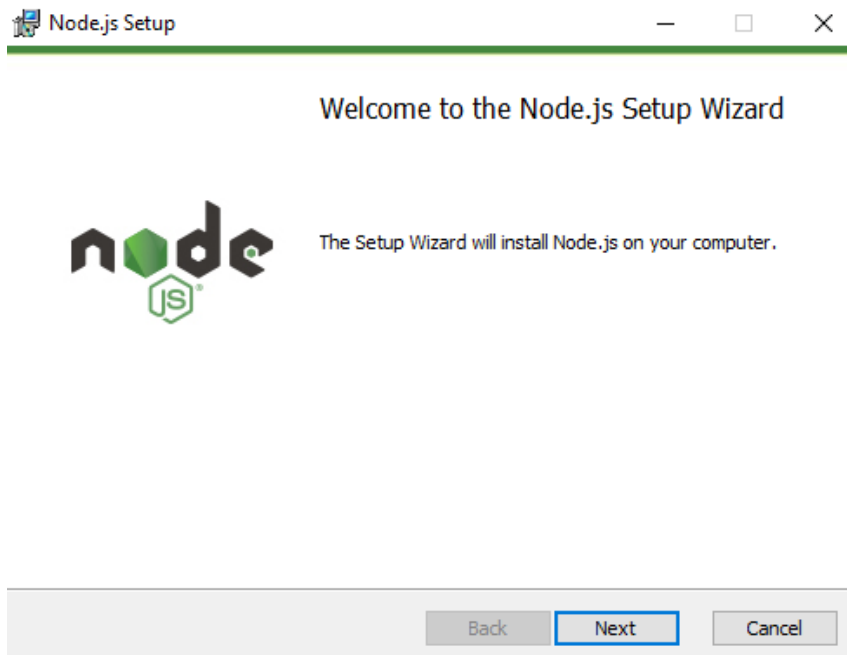 Node.js Setup
Welcome to the Node.js Setup Wizard
node
JS®
The Setup Wizard will install Node.js on your computer.
Back Next Cancel